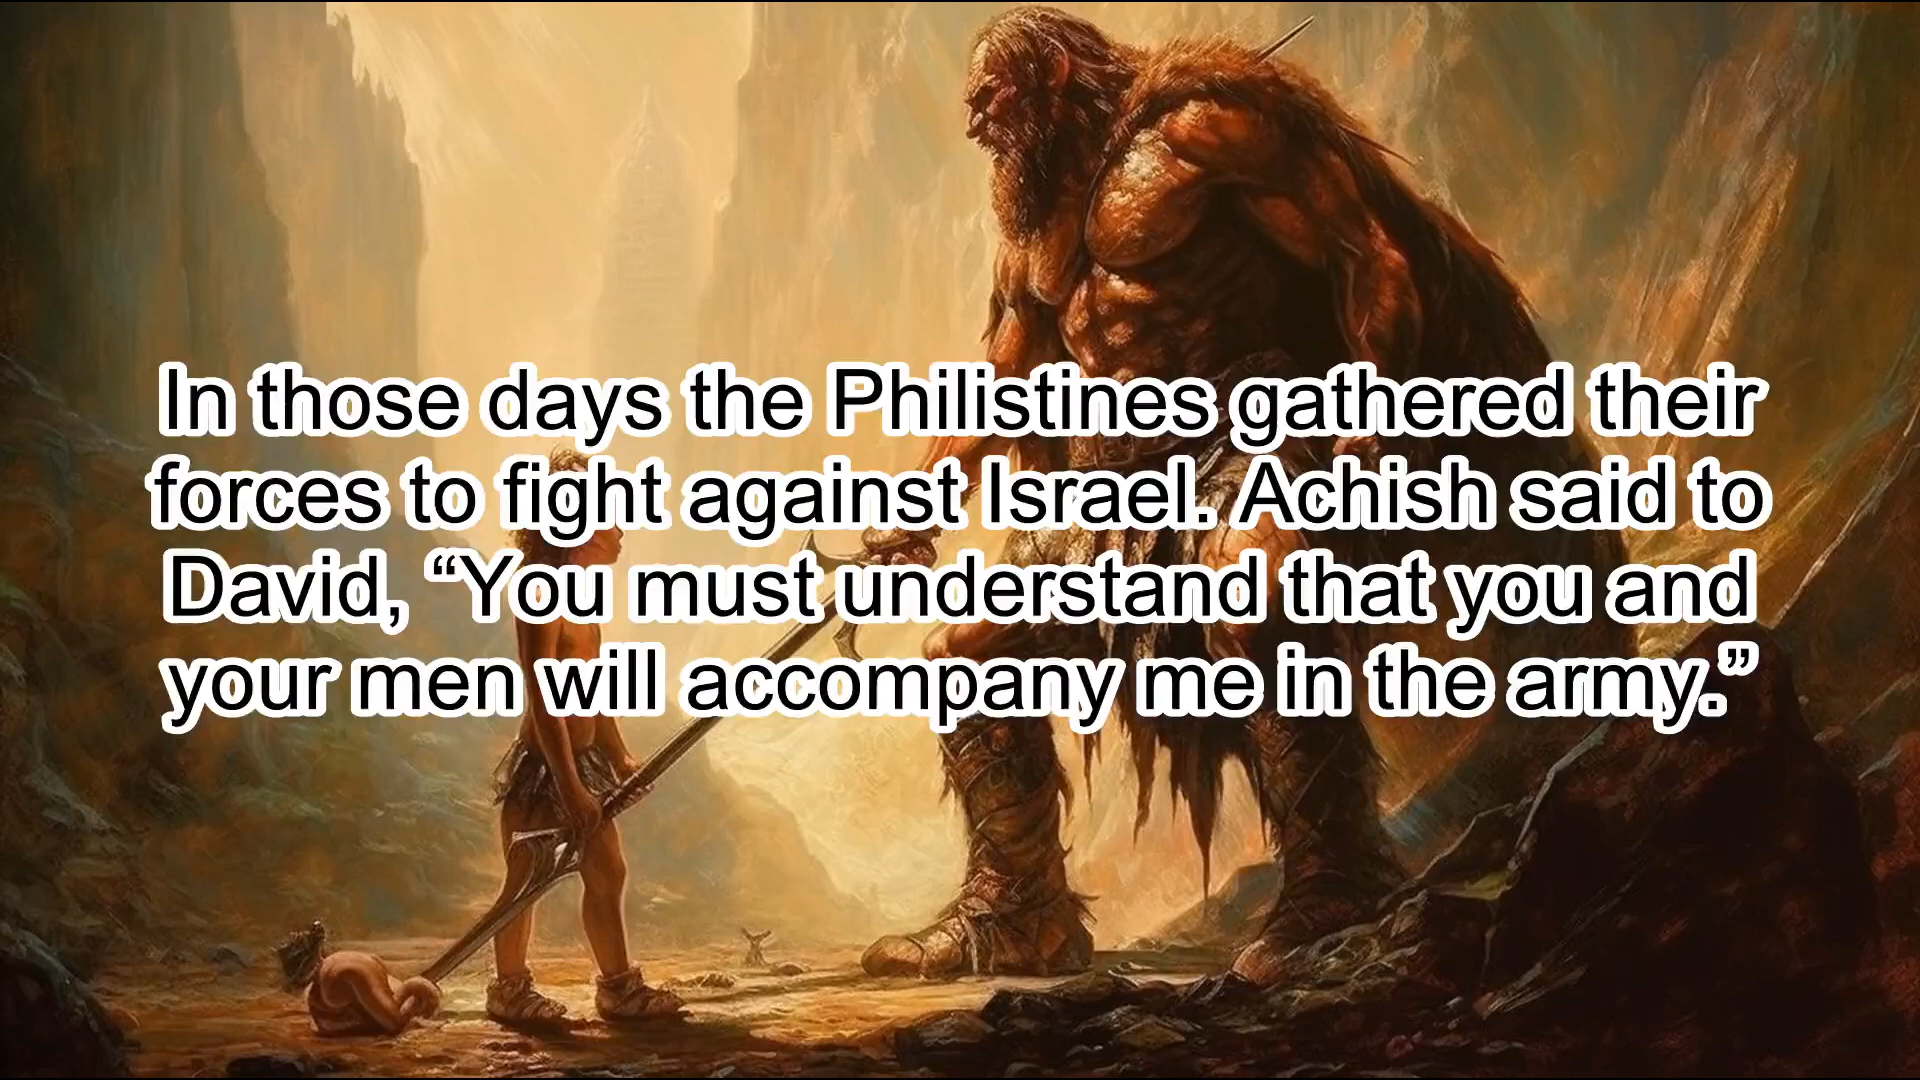 In those days the Philistines gathered their
forces to fight against Israel. Achish said to
David, “You must understand that you and
your men will accompany me in the army.”